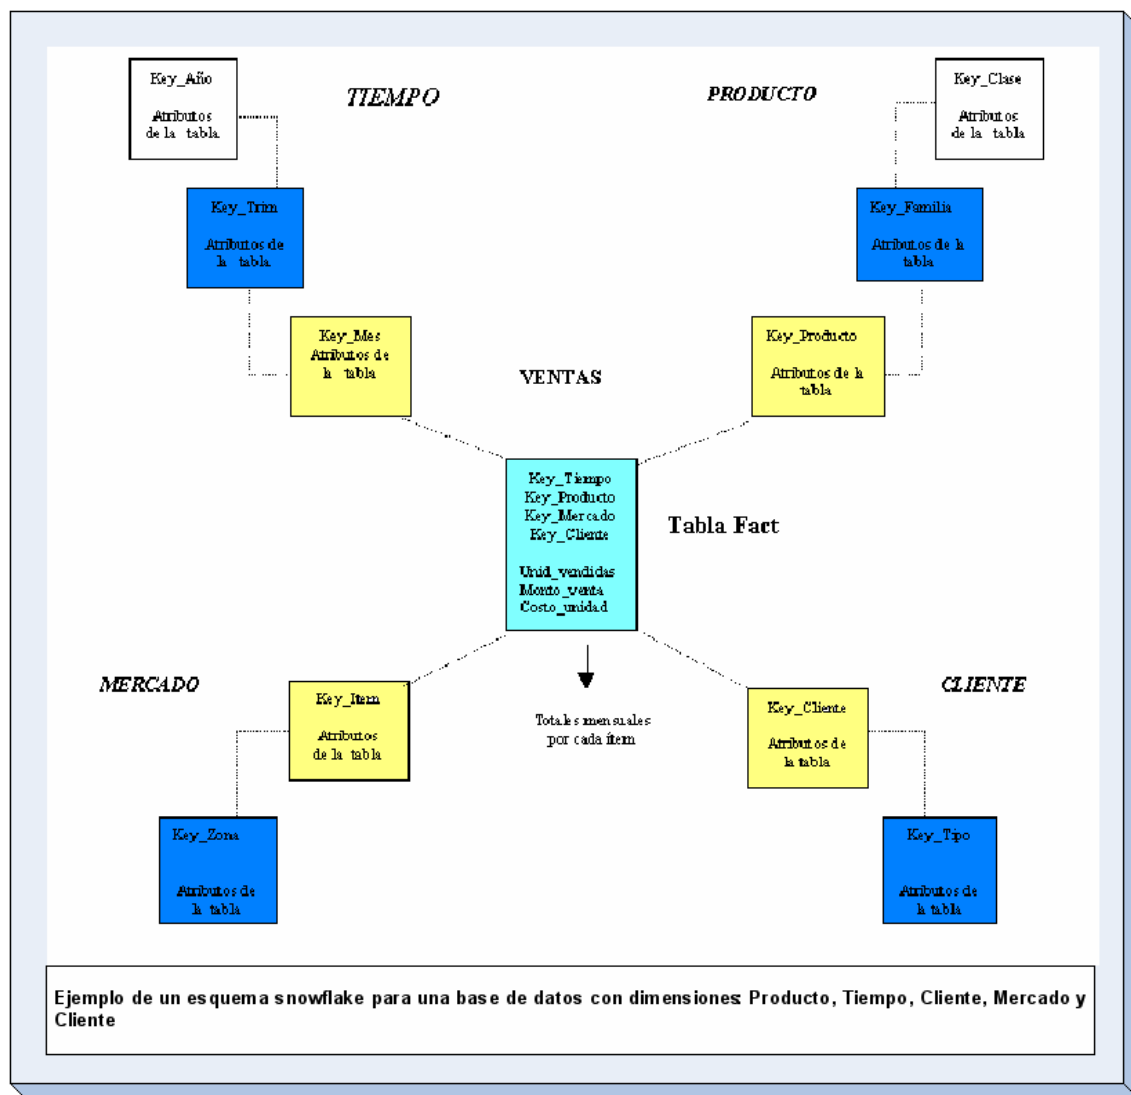 Key_Año
Atributos
de la tabla
TIEMPO
PRODUCTO
Key_Clase
Atributos
de la tabla
Key_Trim
Atributos de
la tabla
Key_Familia
Atributos de la
tabla
Key_Mes
Atributos de
la tabla
VENTAS
Key_Producto
Atributos de la
tabla
Key_Tiempo
Key_Producto
Key_Mercado
Key_Cliente
Unid_vendidas
Monto_venta
Costo_unidad
Tabla Fact
MERCADO
Key_Item
Atributos
de la tabla
Totales mensuales
por cada ítem
Key_Cliente
Atributos de
la tabla
CLIENTE
Key_Zona
Atributos de
la tabla
Key_Tipo
Atributos de
la tabla
Ejemplo de un esquema snowflake para una base de datos con dimensiones: Producto, Tiempo, Cliente, Mercado y
Cliente